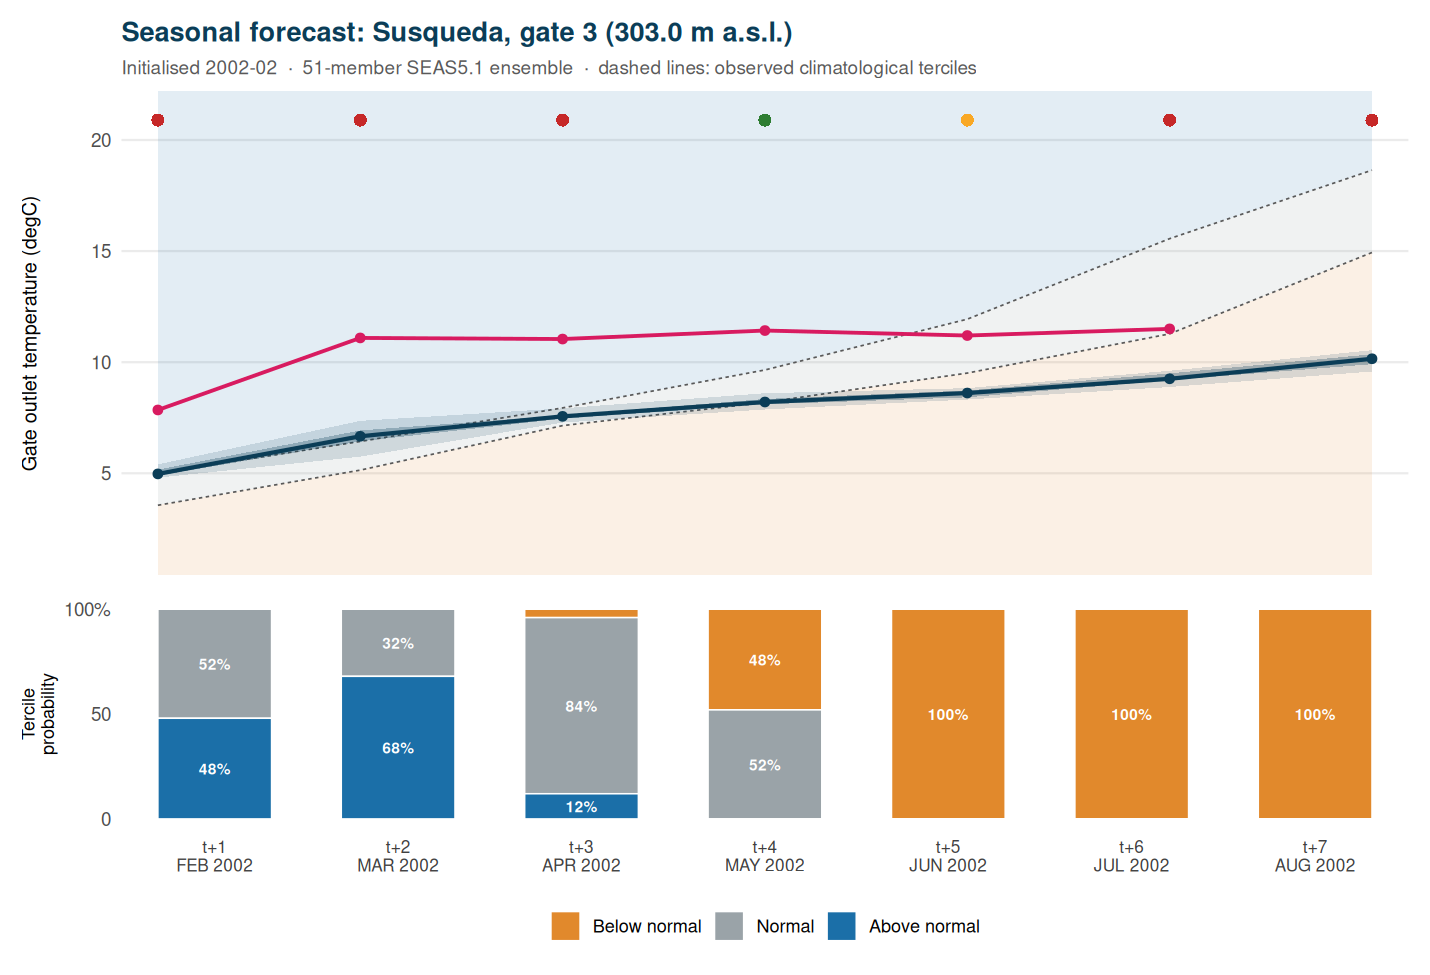 Seasonal forecast: Susqueda, gate 3 (303.0 m a.s.l.)
Initialised 2002-02 · 51-member SEAS5.1 ensemble · dashed lines: observed climatological terciles
Gate outlet temperature (degC)
20
15
10
5
Tercile
probability
100%
50
0
52%
48%
32%
68%
84%
12%
48%
52%
100%
100%
100%
t+1
FEB 2002
t+2
MAR 2002
t+3
APR 2002
t+4
MAY 2002
t+5
JUN 2002
t+6
JUL 2002
t+7
AUG 2002
Below normal
Normal
Above normal